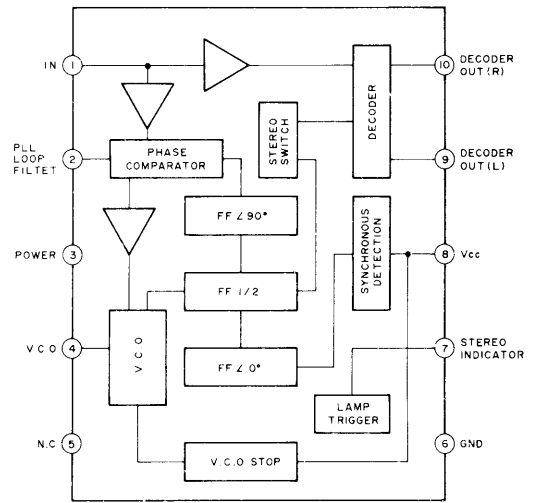 IN 1
10 DECODER
OUT(R)
PLL
LOOP
FILTET 2
PHASE
COMPARATOR
STEREO
SWITCH
DECODER
9 DECODER
OUT(L)
FF ∠90°
POWER 3
SYNCHRONOUS
DETECTION
8 Vcc
FF 1/2
V C O 4
V.C.O
FF ∠ 0°
7 STEREO
INDICATOR
LAMP
TRIGGER
N.C 5
V.C.O STOP
6 GND